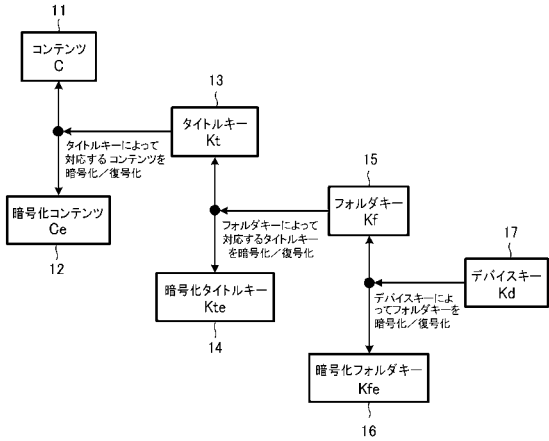 11
コンテンツ
C
13
タイトルキー
Kt
タイトルキーによって
対応するコンテンツを
暗号化／復号化
15
フォルダキー
Kf
暗号化コンテンツ
Ce
12
フォルダキーによって
対応するタイトルキー
を暗号化／復号化
17
デバイスキー
Kd
暗号化タイトルキー
Kte
14
デバイスキーによ
ってフォルダキーを
暗号化／復号化
暗号化フォルダキー
Kfe
16